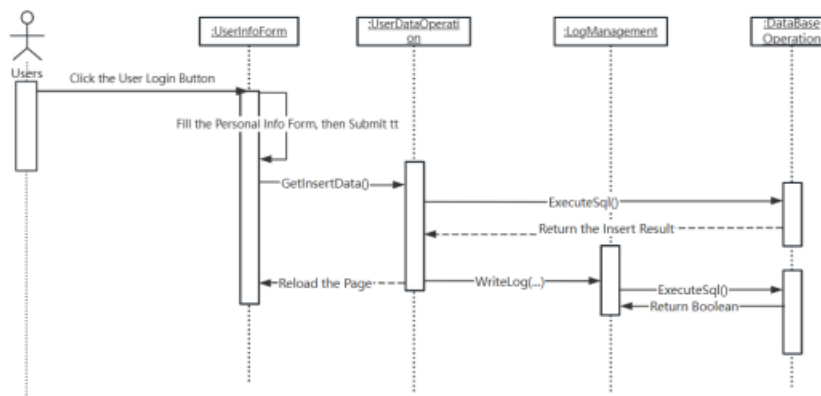 :UserInfoForm
:UserDataOperati
on
:LogManagement
:DataBase
Operation
Users
Click the User Login Button
Fill the Personal Info Form, then Submit tt
GetInsertData()
ExecuteSql()
Return the Insert Result
Reload the Page
WriteLog(...)
ExecuteSql()
Return Boolean